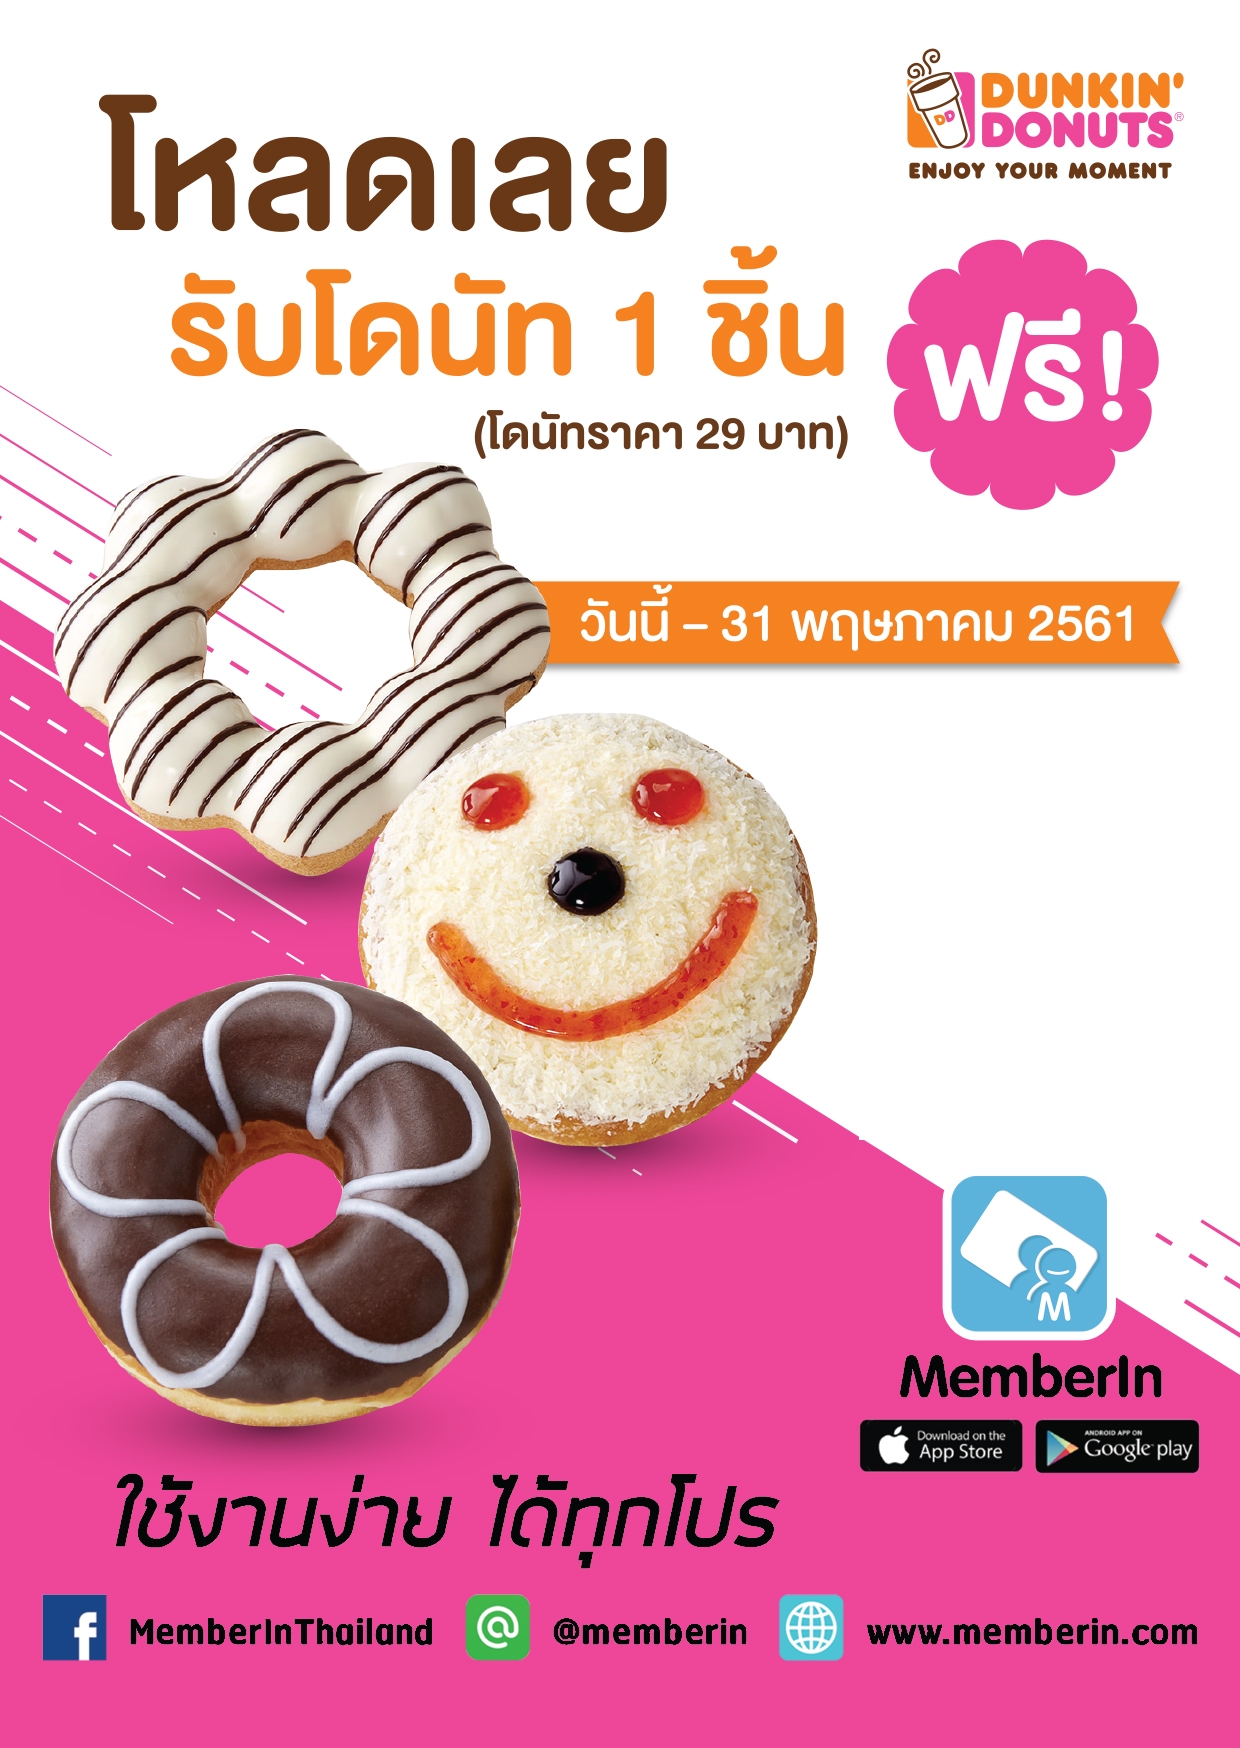 DUNKIN'
DONUTS®
ENJOY YOUR MOMENT
DD
โหลดเลย
รับโดนัท 1 ชิ้น
ฟรี!
(โดนัทราคา 29 บาท)
วันนี้ – 31 พฤษภาคม 2561
M
MemberIn
Download on the
App Store
ANDROID APP ON
Google play
ใช้งานง่าย ได้ทุกโปร
f MemberInThailand @ @memberin www.memberin.com